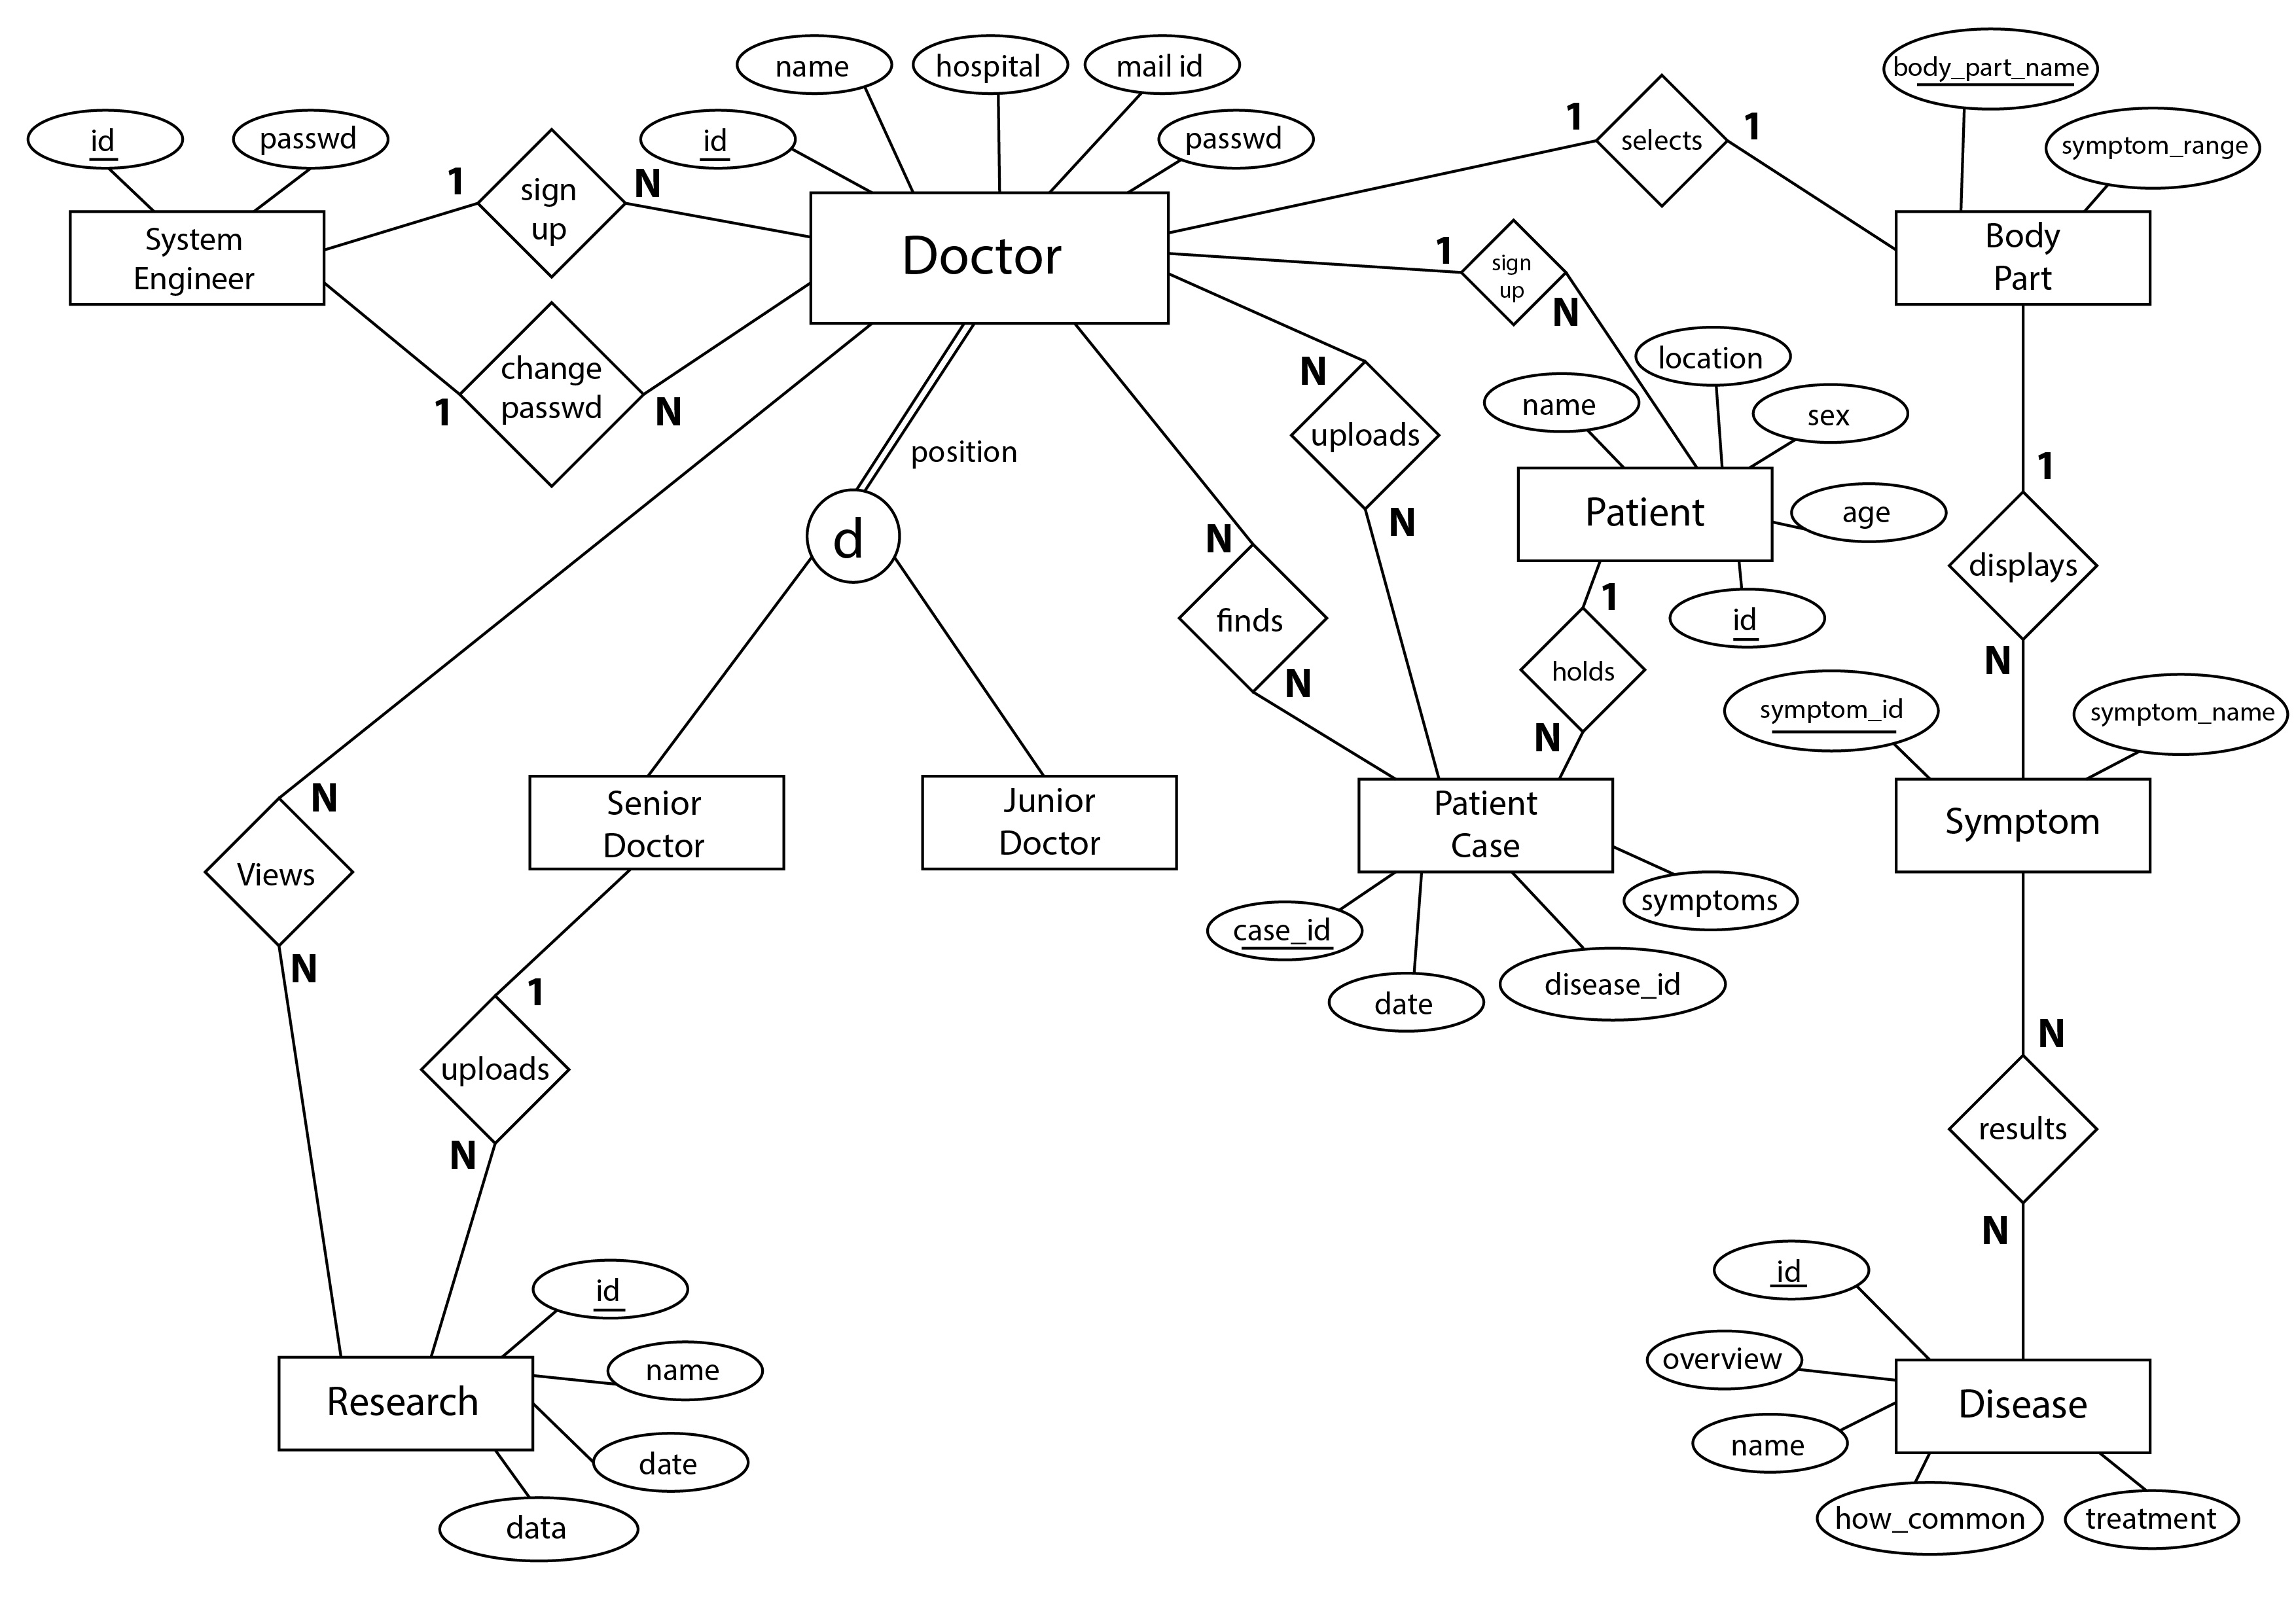 body_part_name
name
hospital
mail id
id
passwd
id
passwd
symptom_range
1
selects
1
1
sign
up
N
System
Engineer
Doctor
Body
Part
1
sign
up
N
change
passwd
1
N
position
d
N
uploads
N
location
name
sex
Patient
age
id
1
displays
N
N
finds
N
1
holds
N
symptom_id
symptom_name
N
Views
N
Senior
Doctor
Junior
Doctor
Patient
Case
Symptom
symptoms
case_id
date
disease_id
1
uploads
N
N
results
N
id
name
date
data
Research
id
overview
name
how_common
treatment
Disease